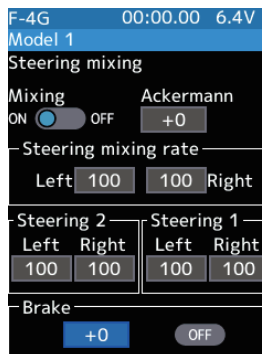 F-4G 00:00.00 6.4V
Model 1
Steering mixing
Mixing Ackermann
ON OFF +0
Steering mixing rate
Left 100 100 Right
Steering 2 Steering 1
Left Right Left Right
100 100 100 100
Brake
+0 OFF